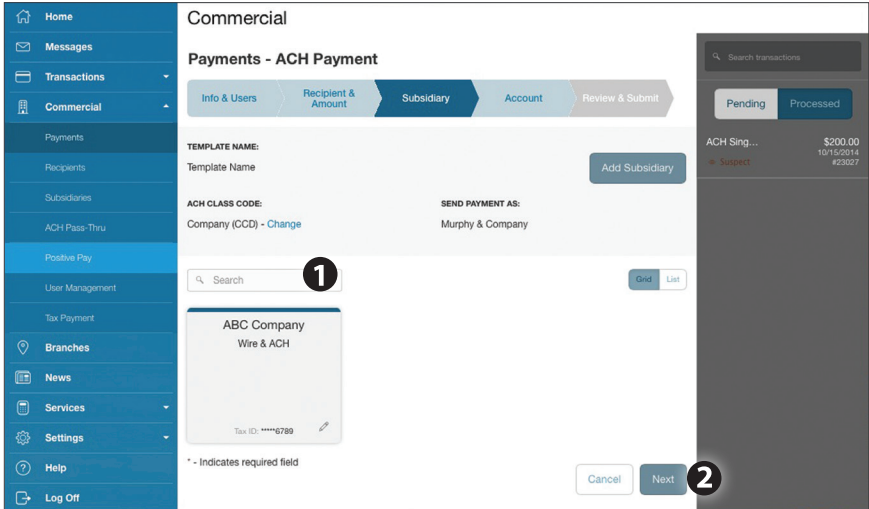 Home
Messages
Transactions
Commercial
Payments
Recipients
Subsidiaries
ACH Pass-Thru
Positive Pay
User Management
Tax Payment
Branches
News
Services
Settings
Help
Log Off
Commercial
Payments - ACH Payment
Info & Users
Recipient &
Amount
Subsidiary
Account
Review & Submit
TEMPLATE NAME:
Template Name
Add Subsidiary
ACH CLASS CODE:
Company (CCD) - Change
SEND PAYMENT AS:
Murphy & Company
Search
1
Grid List
ABC Company
Wire & ACH
Tax ID: *****6789
* - Indicates required field
Cancel
Next
2
Search transactions
Pending Processed
ACH Sing... $200.00
10/15/2014
Suspect #23027